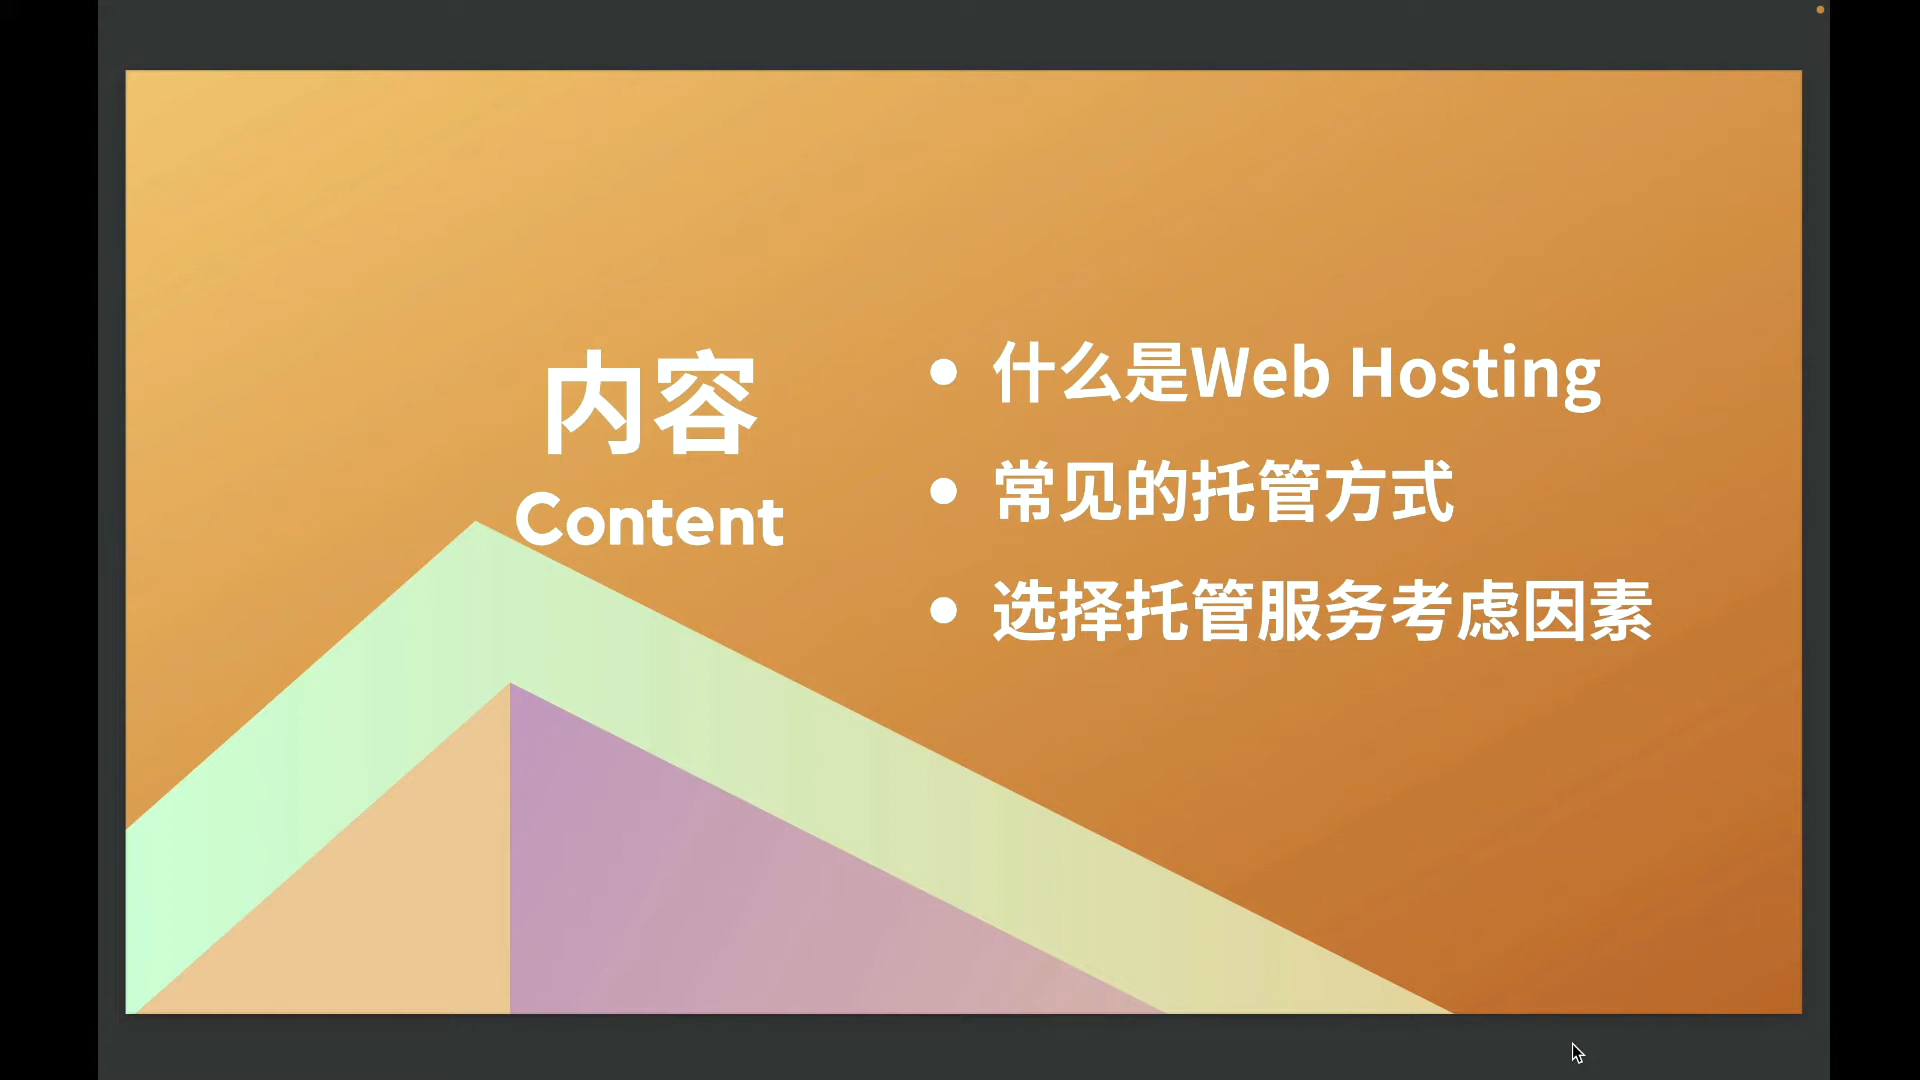 内容
Content
• 什么是Web Hosting
• 常见的托管方式
• 选择托管服务考虑因素